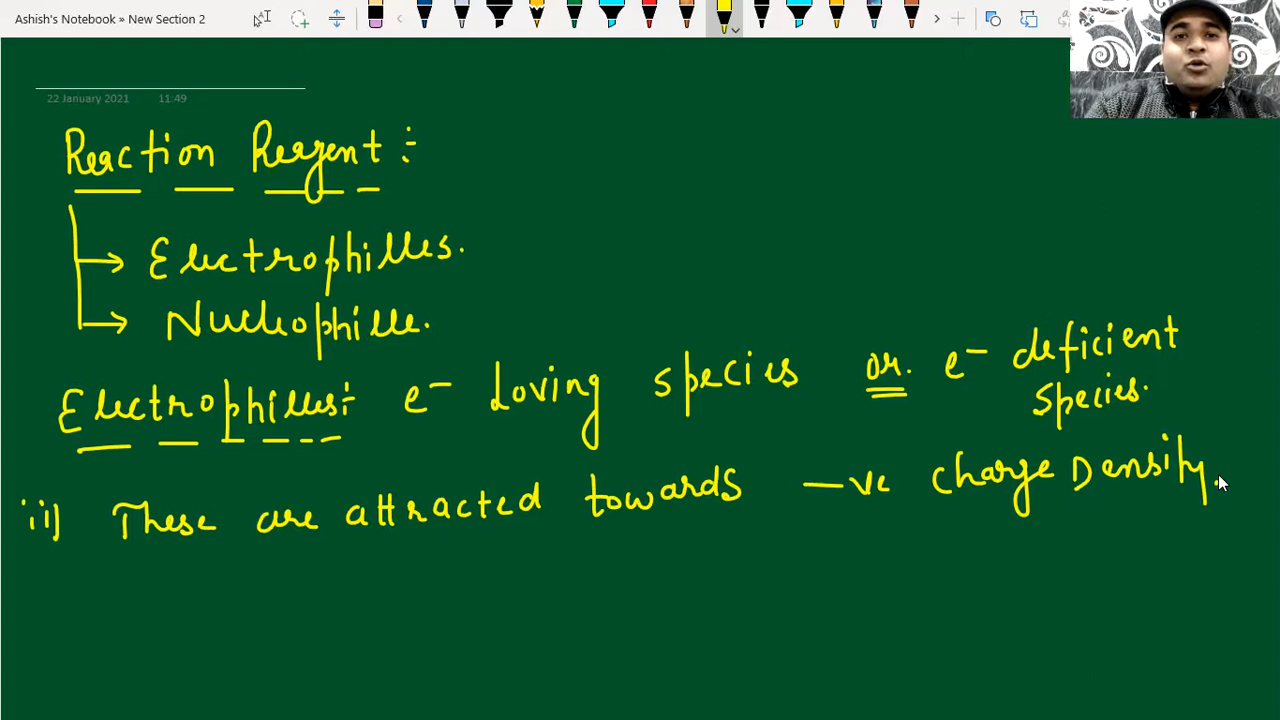 Ashish's Notebook » New Section 2
22 January 2021 11:49
Reaction Reagent :-
→ Electrophilles.
→ Nucleophille.
Electrophilles:- e⁻ Loving species or. e⁻ deficient
species.
ii) These are attracted towards -ve charge Density.